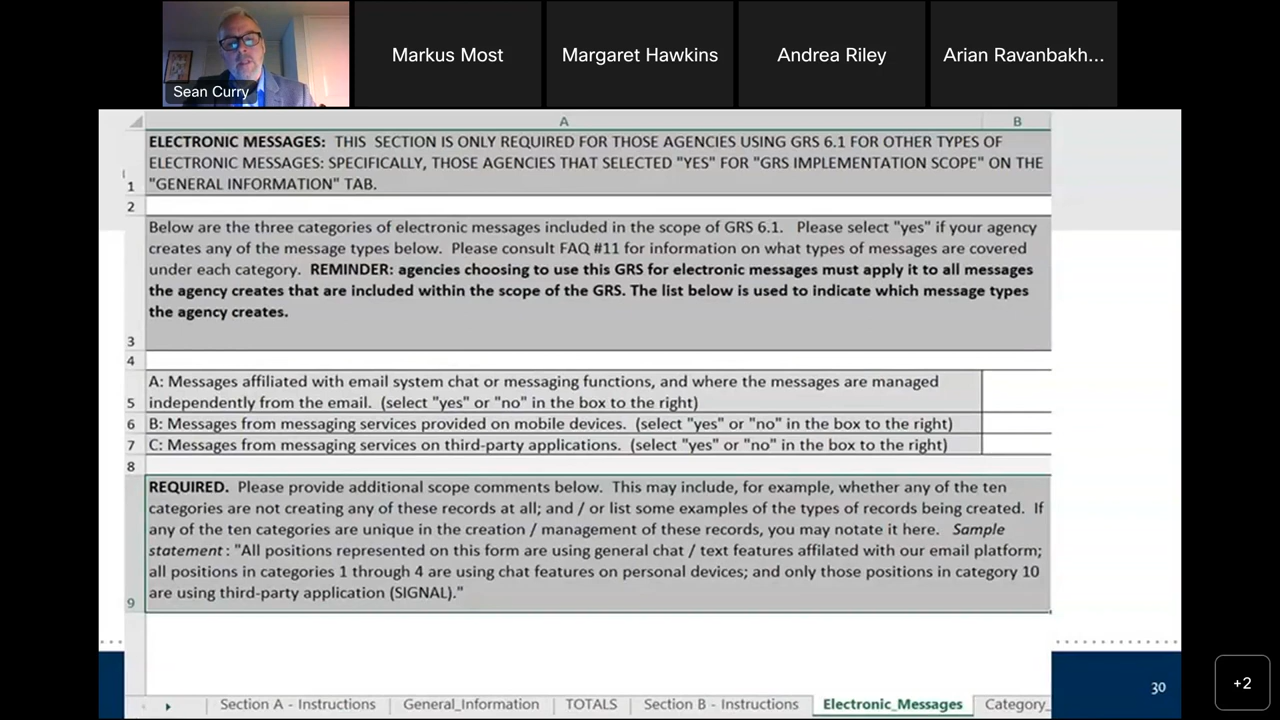 Sean Curry
Markus Most
Margaret Hawkins
Andrea Riley
Arian Ravanbakh...
A
B
1
ELECTRONIC MESSAGES: THIS SECTION IS ONLY REQUIRED FOR THOSE AGENCIES USING GRS 6.1 FOR OTHER TYPES OF
ELECTRONIC MESSAGES: SPECIFICALLY, THOSE AGENCIES THAT SELECTED "YES" FOR "GRS IMPLEMENTATION SCOPE" ON THE
"GENERAL INFORMATION" TAB.
2
3
Below are the three categories of electronic messages included in the scope of GRS 6.1. Please select "yes" if your agency
creates any of the message types below. Please consult FAQ #11 for information on what types of messages are covered
under each category. REMINDER: agencies choosing to use this GRS for electronic messages must apply it to all messages
the agency creates that are included within the scope of the GRS. The list below is used to indicate which message types
the agency creates.
4
5
A: Messages affiliated with email system chat or messaging functions, and where the messages are managed
independently from the email. (select "yes" or "no" in the box to the right)
6
B: Messages from messaging services provided on mobile devices. (select "yes" or "no" in the box to the right)
7
C: Messages from messaging services on third-party applications. (select "yes" or "no" in the box to the right)
8
9
REQUIRED. Please provide additional scope comments below. This may include, for example, whether any of the ten
categories are not creating any of these records at all; and / or list some examples of the types of records being created. If
any of the ten categories are unique in the creation / management of these records, you may notate it here. Sample
statement: "All positions represented on this form are using general chat / text features affilated with our email platform;
all positions in categories 1 through 4 are using chat features on personal devices; and only those positions in category 10
are using third-party application (SIGNAL)."
Section A - Instructions
General_Information
TOTALS
Section B - Instructions
Electronic_Messages
Category_
30
+2